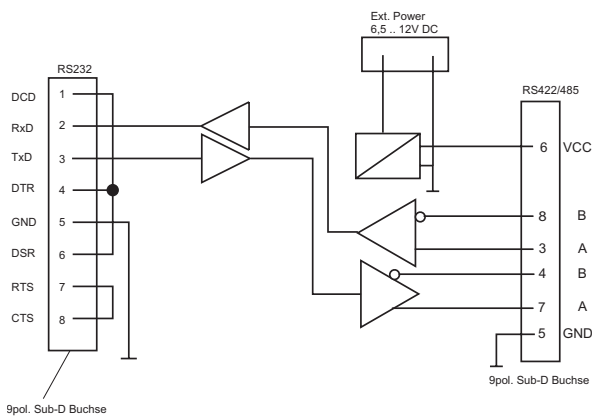 Ext. Power
6,5 .. 12V DC
RS232
RS422/485
DCD 1
RxD 2
TxD 3
DTR 4
GND 5
DSR 6
RTS 7
CTS 8
6 VCC
8 B
3 A
4 B
7 A
5 GND
9pol. Sub-D Buchse
9pol. Sub-D Buchse